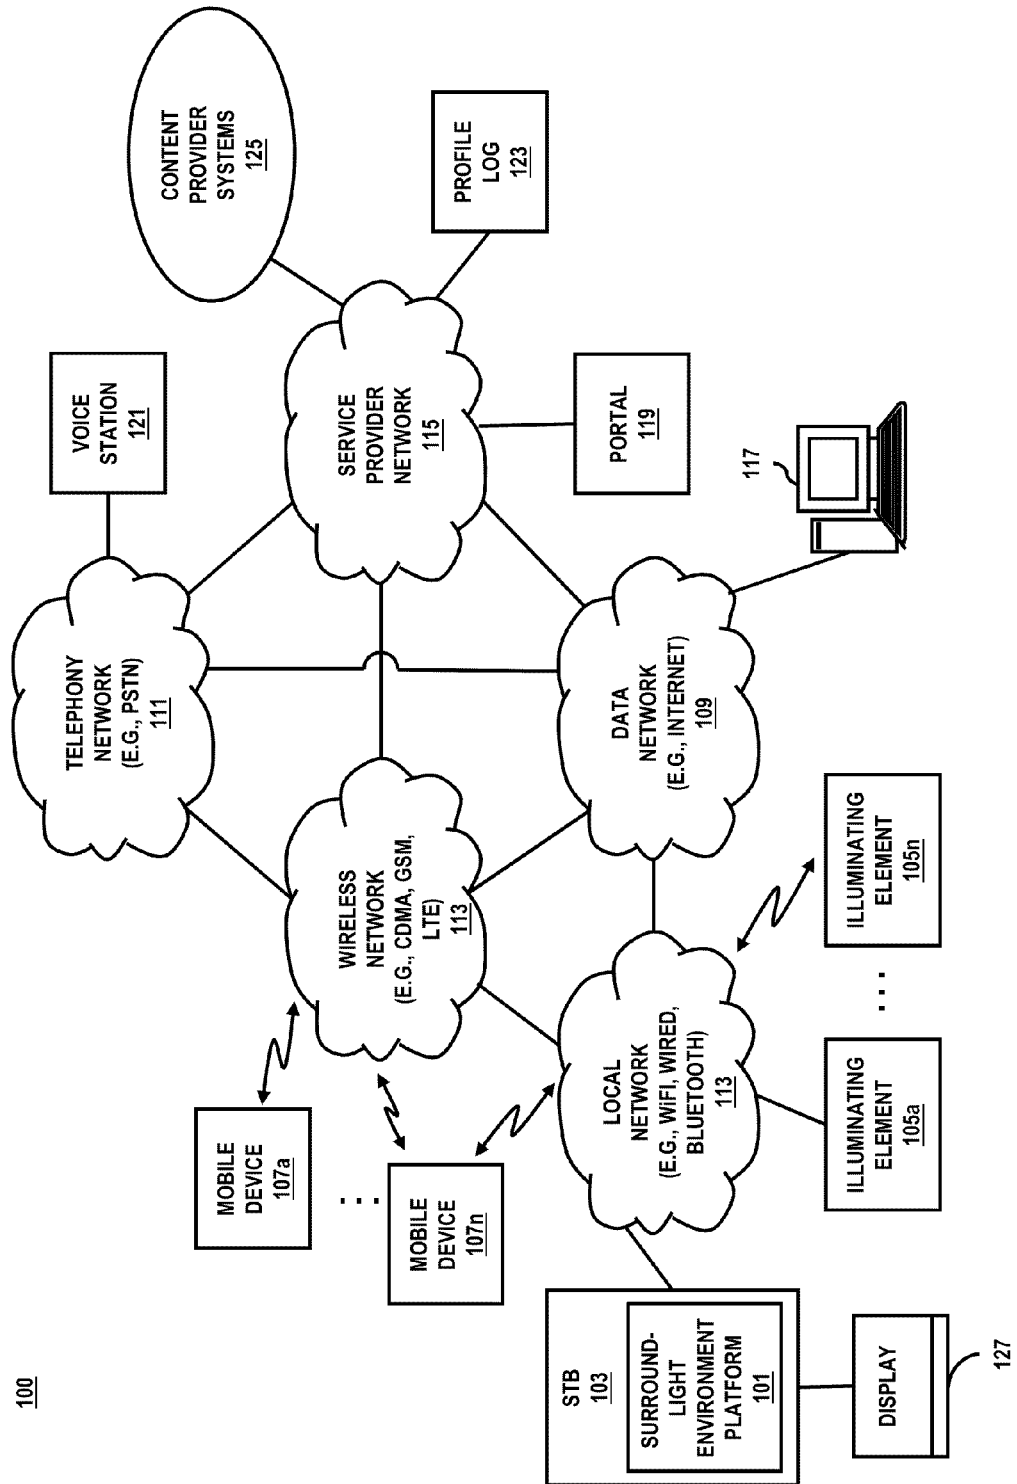 100
CONTENT
PROVIDER
SYSTEMS
125
PROFILE
LOG
123
VOICE
STATION
121
SERVICE
PROVIDER
NETWORK
115
PORTAL
119
117
TELEPHONY
NETWORK
(E.G., PSTN)
111
DATA
NETWORK
(E.G., INTERNET)
109
WIRELESS
NETWORK
(E.G., CDMA, GSM,
LTE)
113
LOCAL
NETWORK
(E.G., WiFI, WIRED,
BLUETOOTH)
113
ILLUMINATING
ELEMENT
105n
. . .
ILLUMINATING
ELEMENT
105a
MOBILE
DEVICE
107a
. . .
MOBILE
DEVICE
107n
STB
103
SURROUND-
LIGHT
ENVIRONMENT
PLATFORM
101
DISPLAY
127